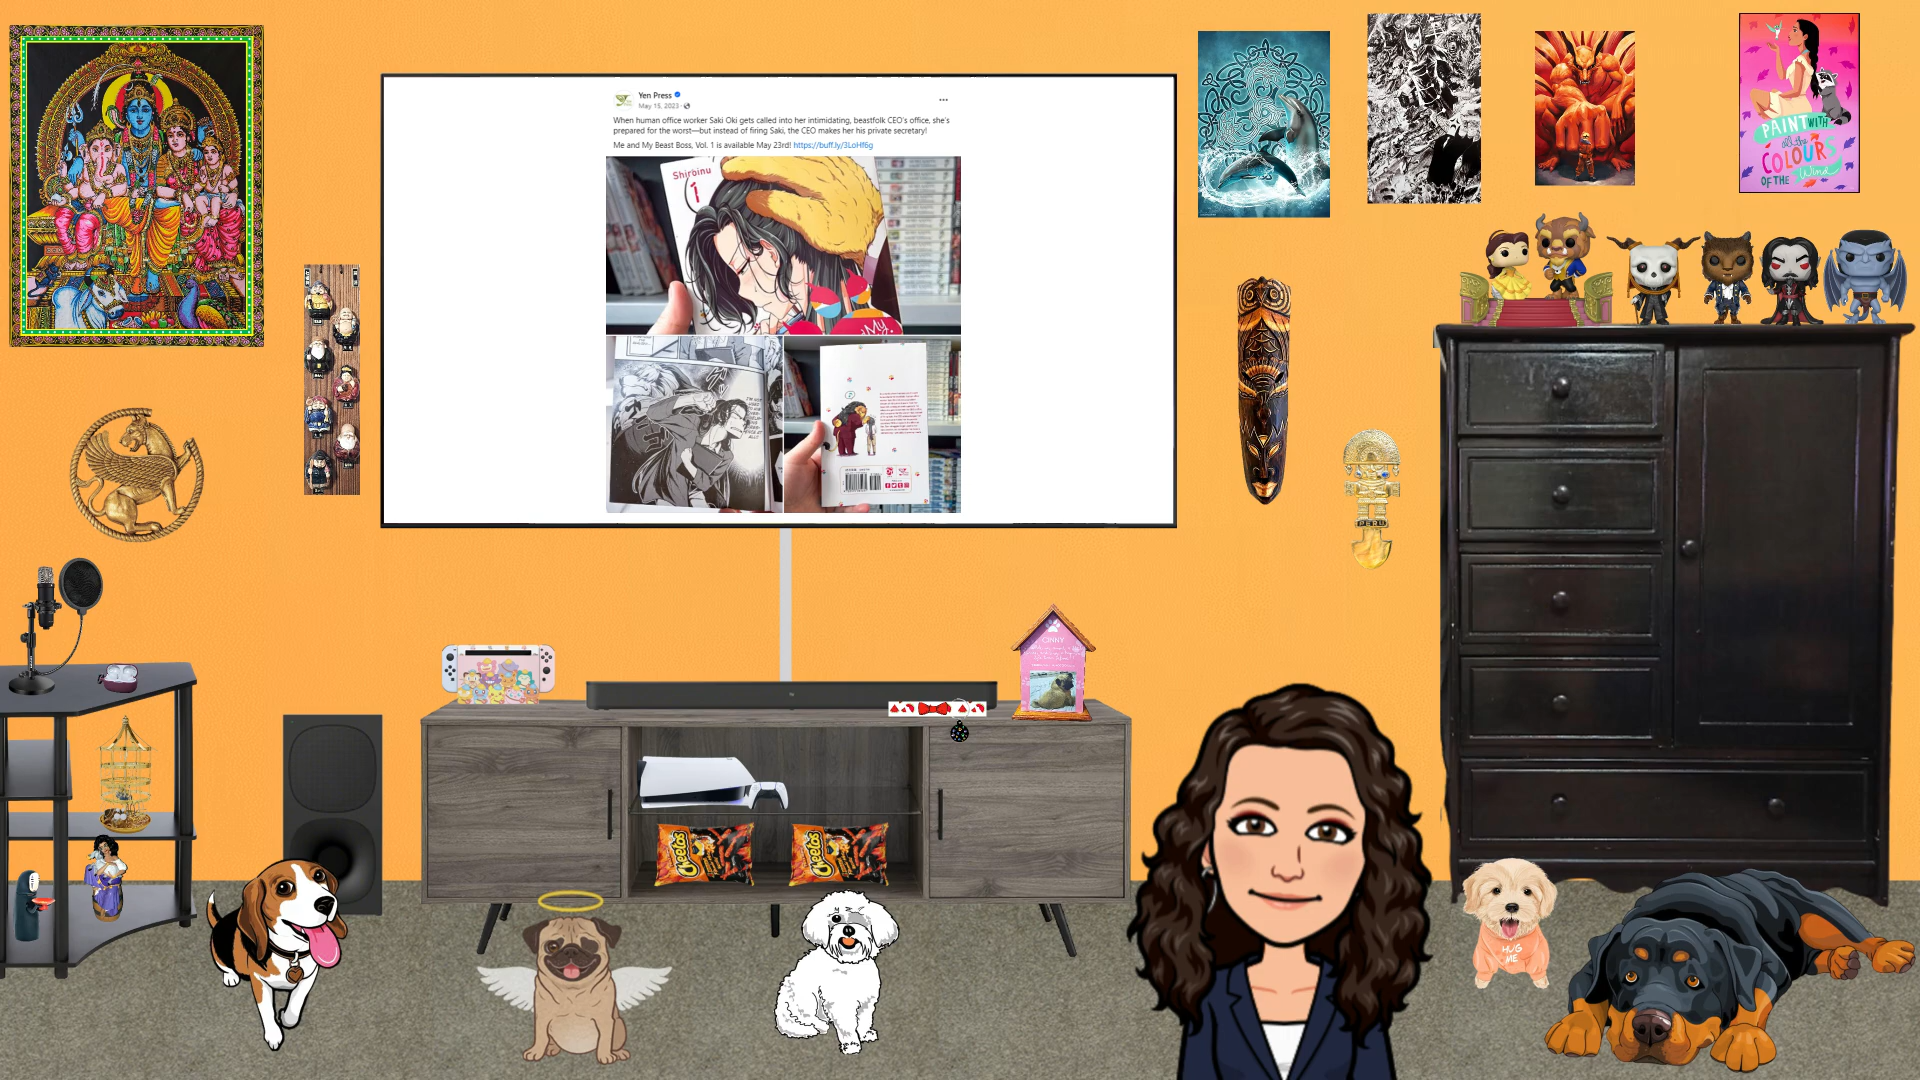 Yen Press
May 15, 2023
When human office worker Saki Oki gets called into her intimidating, beastfolk CEO's office, she's
prepared for the worst—but instead of firing Saki, the CEO makes her his private secretary!
Me and My Beast Boss, Vol. 1 is available May 23rd! https://buff.ly/3LoHf6g
Shiroinu
1
My
PAINT WITH
all the
COLOURS
OF THE Wind
PERU
CINNY
Cheetos
Cheetos
HUG
ME